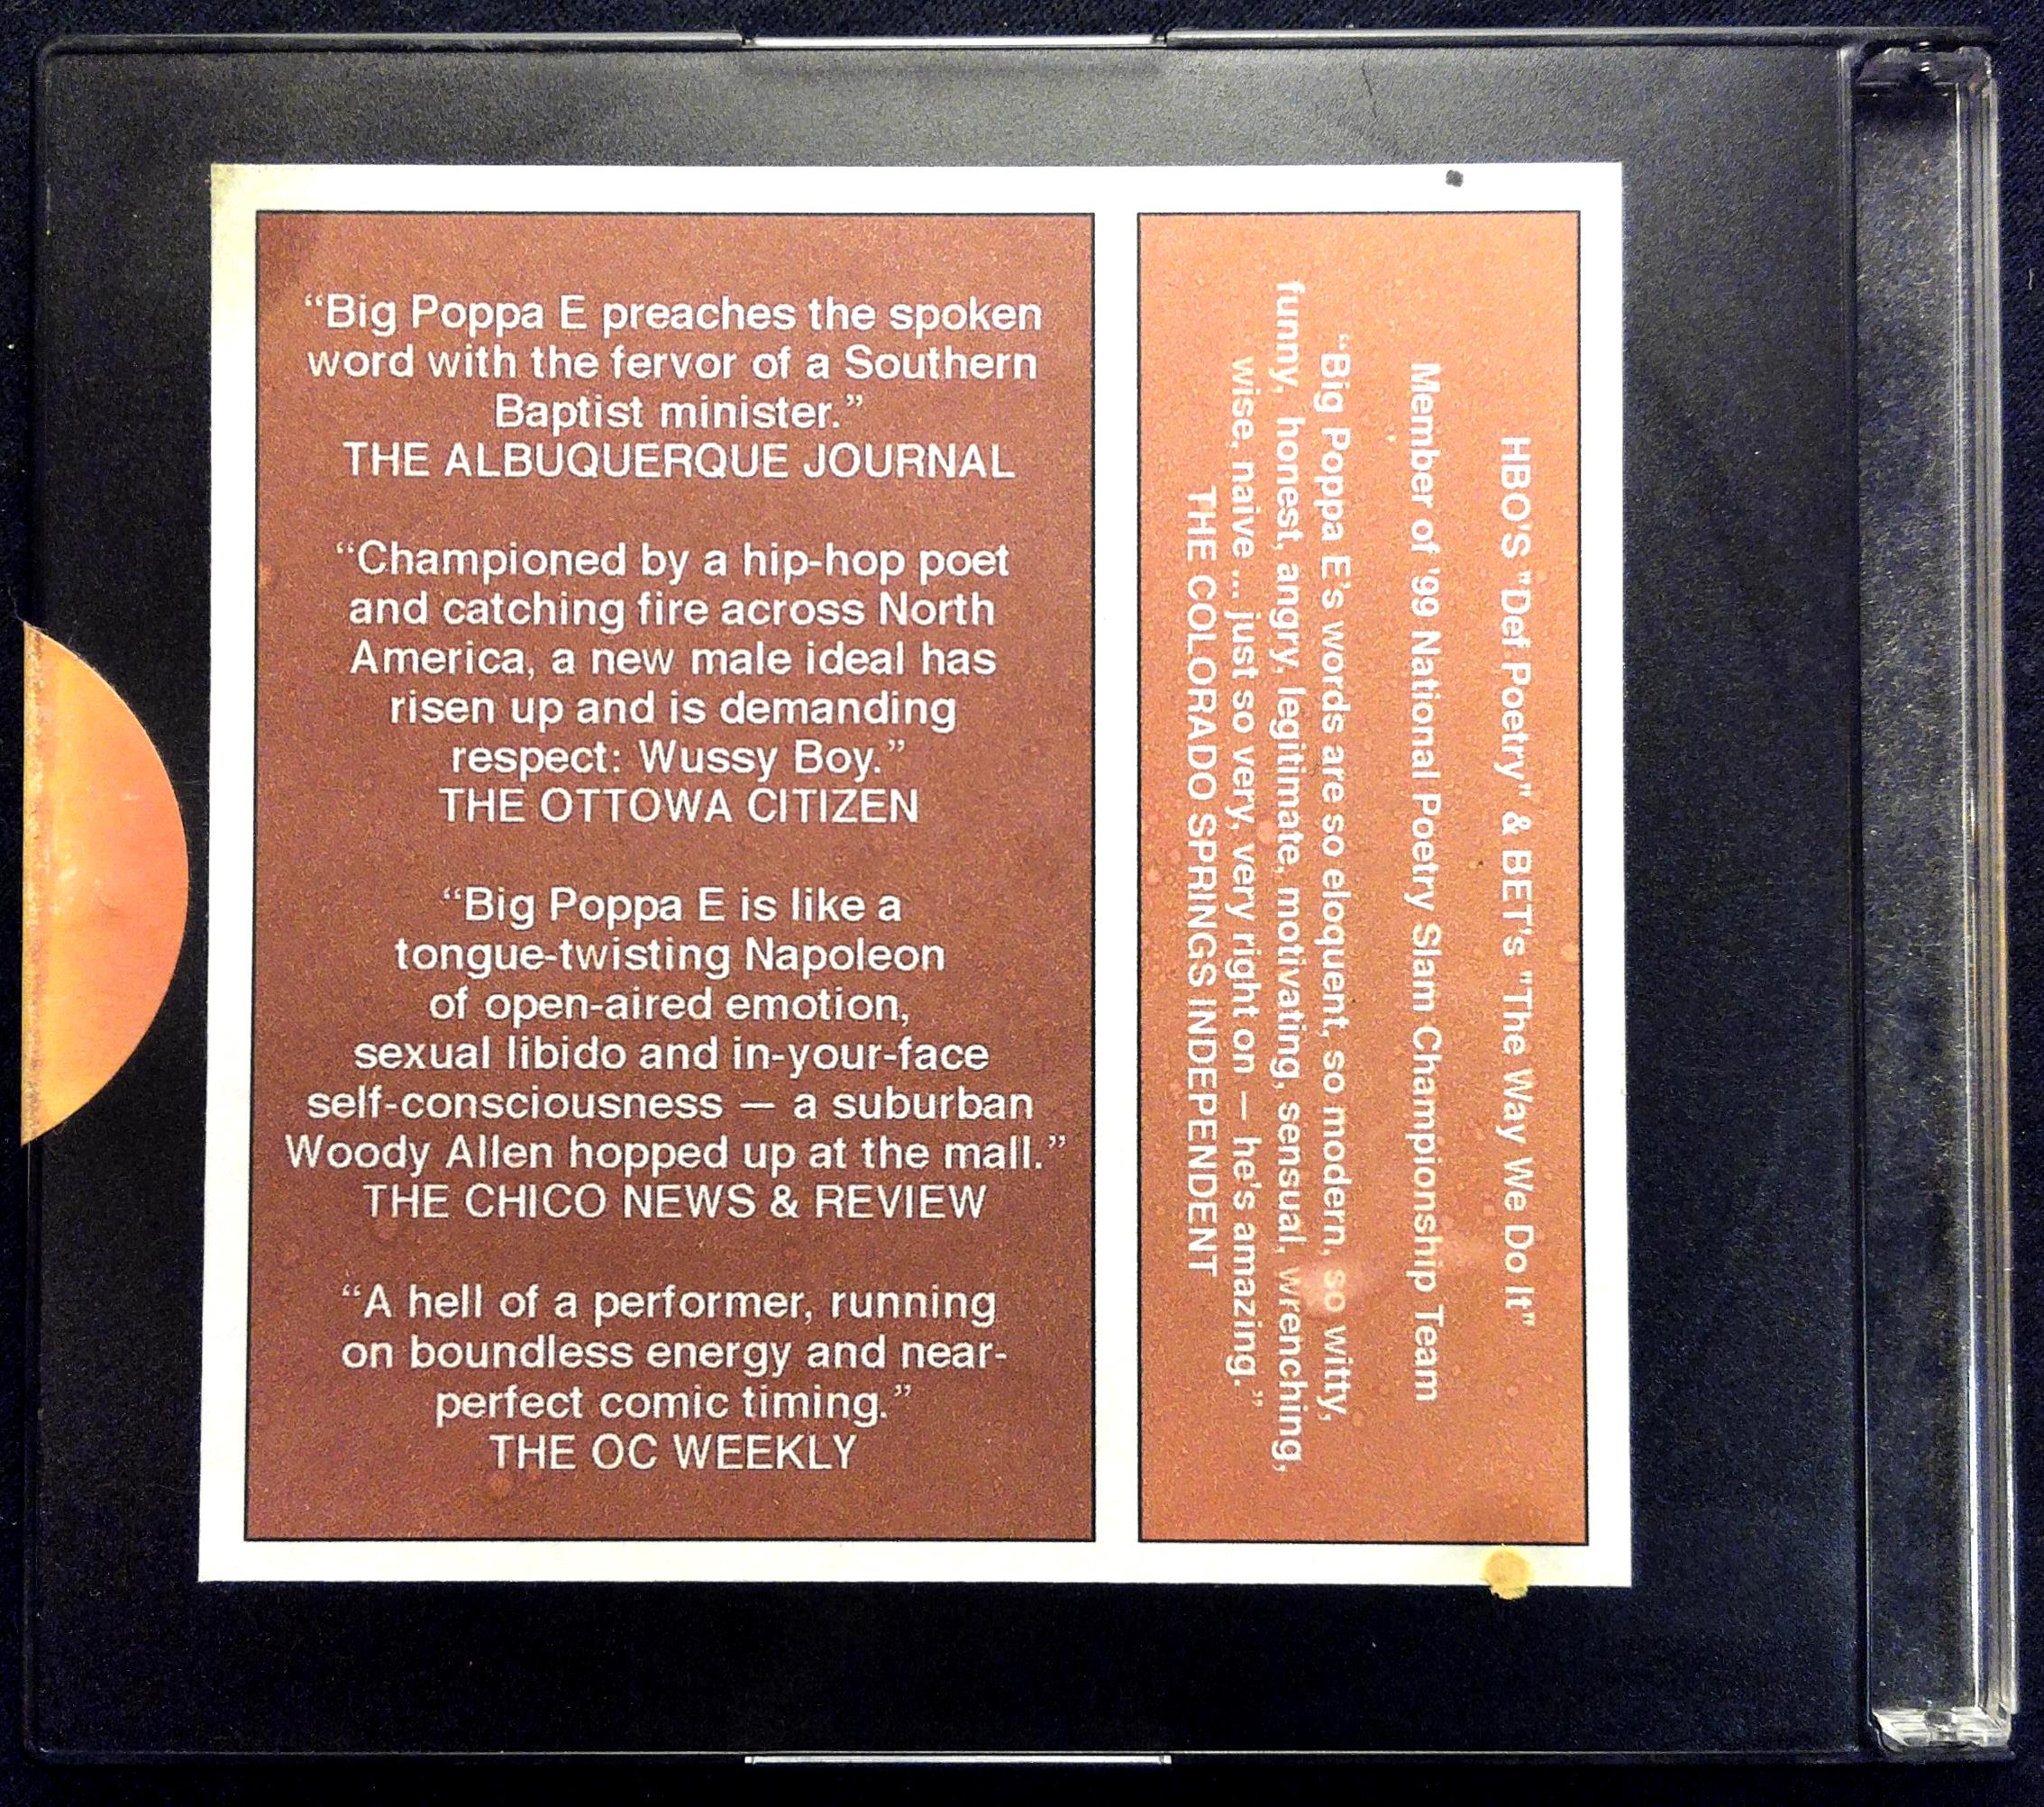 “Big Poppa E preaches the spoken
word with the fervor of a Southern
Baptist minister.”
THE ALBUQUERQUE JOURNAL
“Championed by a hip-hop poet
and catching fire across North
America, a new male ideal has
risen up and is demanding
respect: Wussy Boy.”
THE OTTOWA CITIZEN
“Big Poppa E is like a
tongue-twisting Napoleon
of open-aired emotion,
sexual libido and in-your-face
self-consciousness — a suburban
Woody Allen hopped up at the mall.”
THE CHICO NEWS & REVIEW
“A hell of a performer, running
on boundless energy and near-
perfect comic timing.”
THE OC WEEKLY
HBO'S "Def Poetry" & BET's "The Way We Do It"
Member of '99 National Poetry Slam Championship Team
“Big Poppa E’s words are so eloquent, so modern, so witty,
funny, honest, angry, legitimate, motivating, sensual, wrenching,
wise, naive ... just so very, very right on — he’s amazing.”
THE COLORADO SPRINGS INDEPENDENT